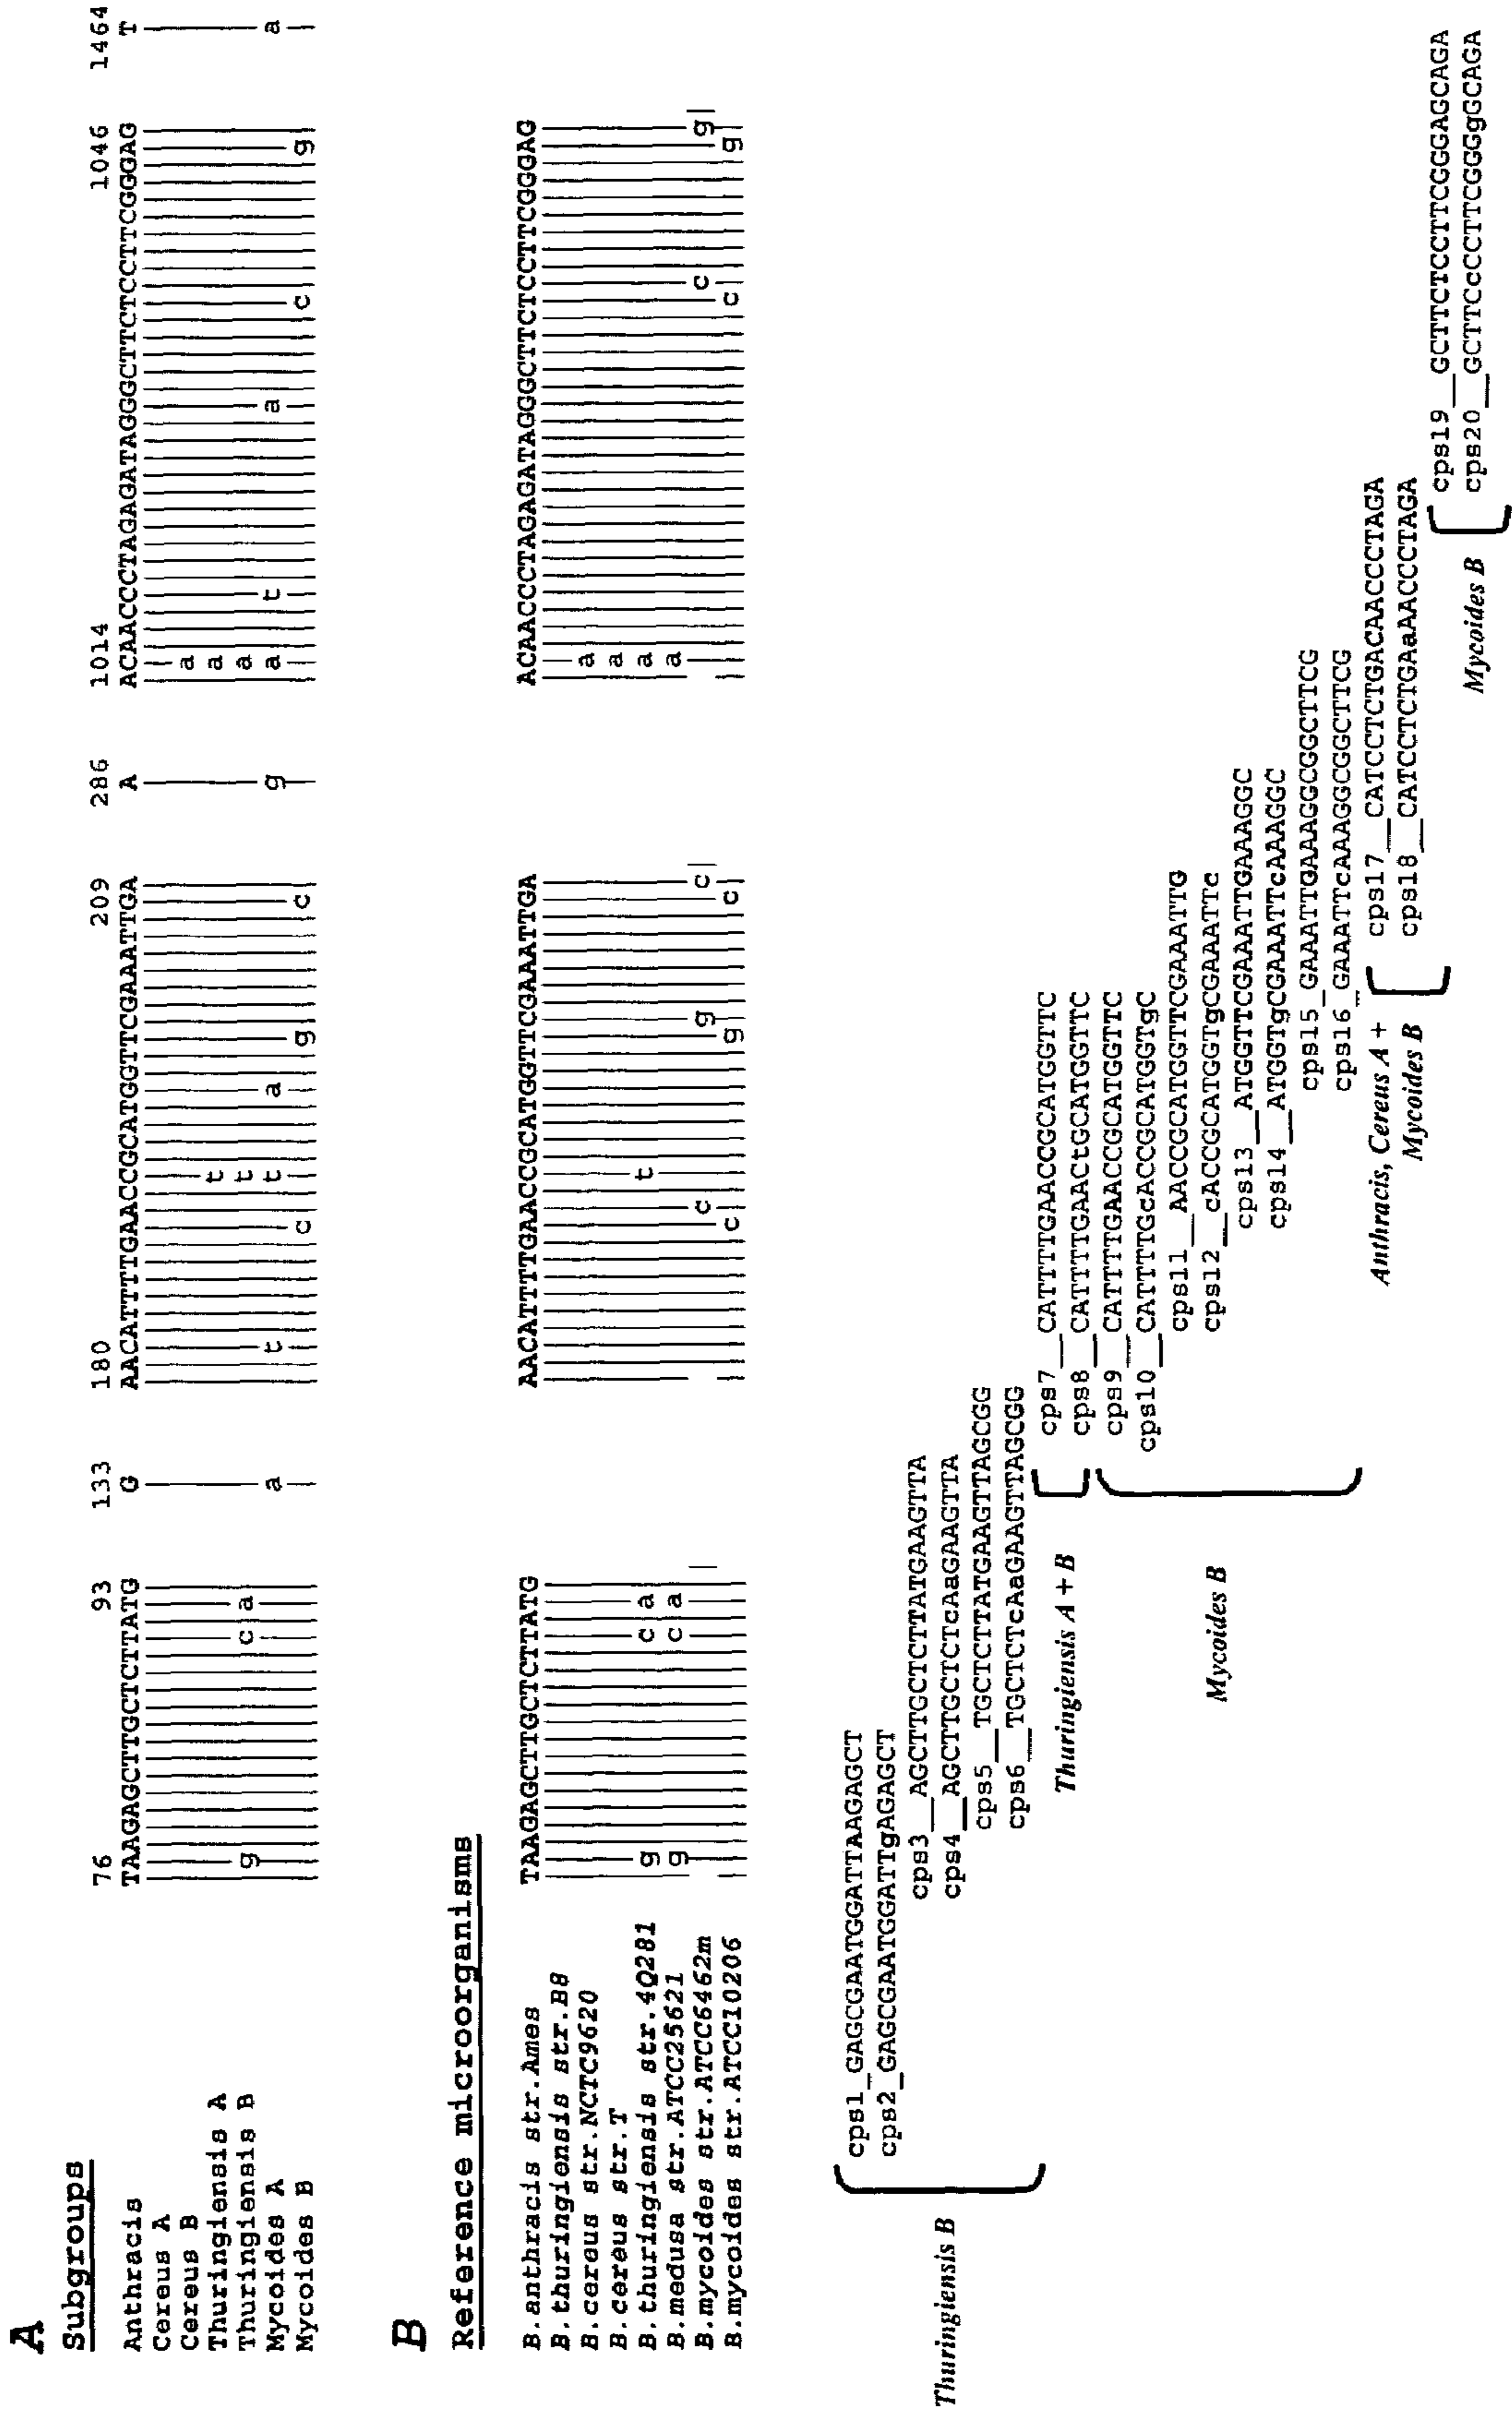 A
Subgroups
76 93 133 180 209 286 1014 1046 1464
Anthracis TAAGAGCTTGCTCTTATG G AACATTTTGAACCGCATGGTTCGAAATTGA A ACAACCCTAGAGATAGGGCTTCTCCTTCGGGAG T
Cereus A
Cereus B a
Thuringiensis A t a
Thuringiensis B g c a t a
Mycoides A a t t a g a t a a
Mycoides B c g c c g
B
Reference microorganisms
B.anthracis str.Ames TAAGAGCTTGCTCTTATG AACATTTTGAACCGCATGGTTCGAAATTGA ACAACCCTAGAGATAGGGCTTCTCCTTCGGGAG
B.thuringiensis str.B8
B.cereus str.NCTC9620 a
B.cereus str.T a
B.thuringiensis str.4Q281 g c a t a
B.medusa str.ATCC25621 g c a a
B.mycoides str.ATCC6462m c g c c g
B.mycoides str.ATCC10206 c g c c g
Thuringiensis B
cps1_GAGCGAATGGATTAAGAGCT
cps2_GAGCGAATGGATTgAGAGCT
cps3__AGCTTGCTCTTATGAAGTTA
cps4__AGCTTGCTCTcAaGAAGTTA
cps5__TGCTCTTATGAAGTTAGCGG
cps6__TGCTCTcAaGAAGTTAGCGG
Thuringiensis A + B
cps7__CATTTTGAACCGCATGGTTC
cps8__CATTTTGAACtGCATGGTTC
Mycoides B
cps9__CATTTTGAACCGCATGGTTC
cps10__CATTTTGcACCGCATGGTgC
cps11__AACCGCATGGTTCGAAATTG
cps12__cACCGCATGGTgCGAAATTc
cps13__ATGGTTCGAAATTGAAAGGC
cps14__ATGGTgCGAAATTcAAAGGC
cps15_GAAATTGAAAGGCGGCTTCG
cps16_GAAATTcAAAGGCGGCTTCG
Anthracis, Cereus A +
Mycoides B
cps17__CATCCTCTGACAACCCTAGA
cps18__CATCCTCTGAaAACCCTAGA
Mycoides B
cps19__GCTTCTCCTTCGGGAGCAGA
cps20__GCTTCcCCTTCGGGgGCAGA